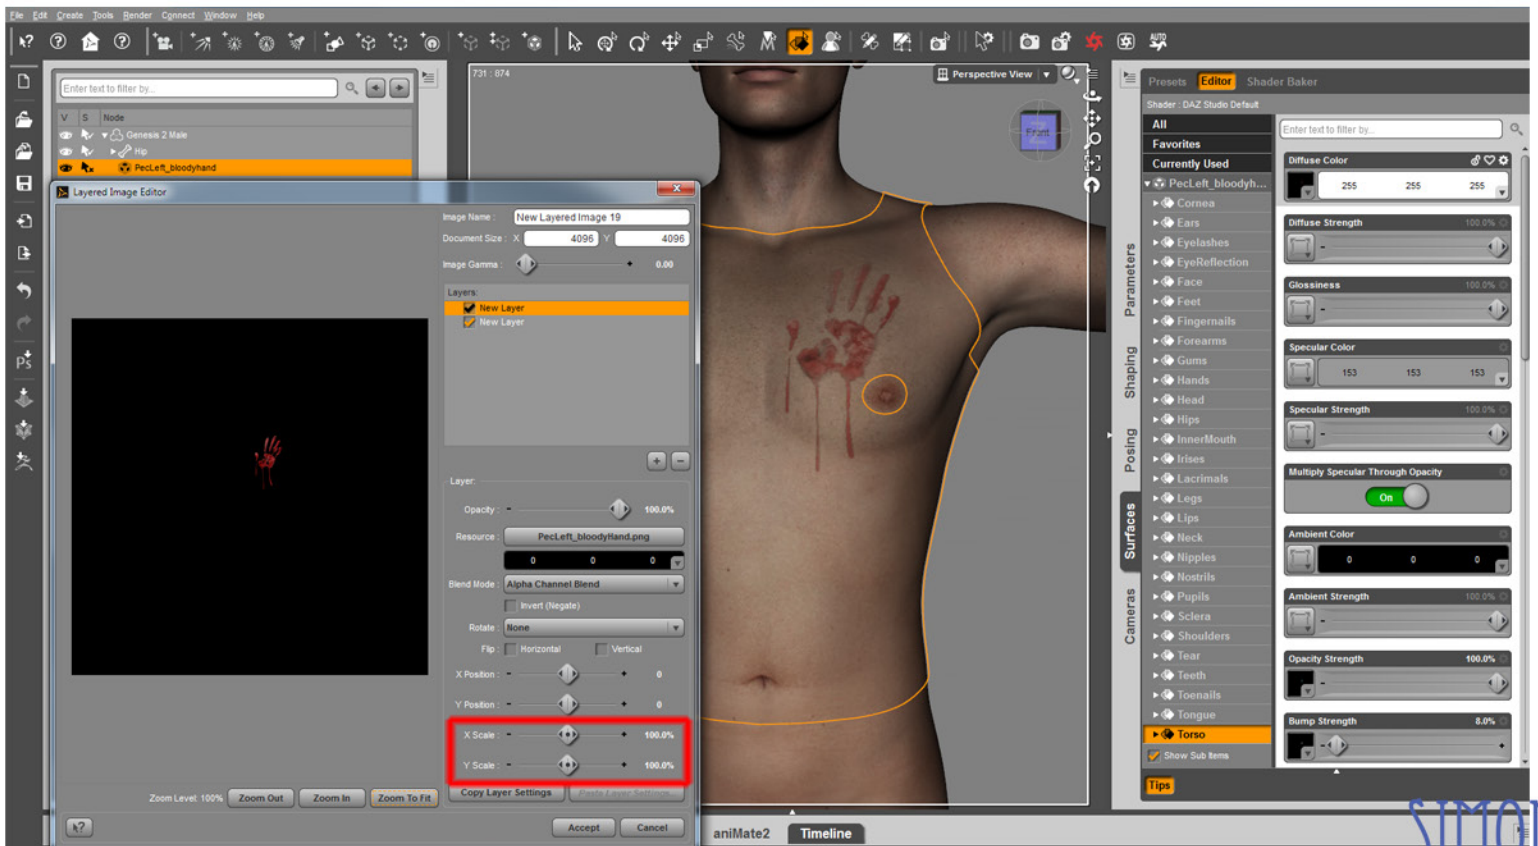 File Edit Create Tools Render Connect Window Help
Enter text to filter by...
V S Node
Genesis 2 Male
Hip
PecLeft_bloodyhand
Layered Image Editor
Image Name : New Layered Image 19
Document Size : X 4096 Y 4096
Image Gamma : 0.00
Layers:
New Layer
New Layer
Layer:
Opacity : 100.0%
Resource : PecLeft_bloodyHand.png
0 0 0
Blend Mode : Alpha Channel Blend
Invert (Negate)
Rotate : None
Flip : Horizontal Vertical
X Position : 0
Y Position : 0
X Scale : 100.0%
Y Scale : 100.0%
Copy Layer Settings Paste Layer Settings...
Zoom Level: 100% Zoom Out Zoom In Zoom To Fit
Accept Cancel
731 : 874
Perspective View
Front
aniMate2 Timeline
Parameters
Shaping
Posing
Surfaces
Cameras
Presets Editor Shader Baker
Shader : DAZ Studio Default
All
Favorites
Currently Used
PecLeft_bloodyh...
Cornea
Ears
Eyelashes
EyeReflection
Face
Feet
Fingernails
Forearms
Gums
Hands
Head
Hips
InnerMouth
Irises
Lacrimals
Legs
Lips
Neck
Nipples
Nostrils
Pupils
Sclera
Shoulders
Tear
Teeth
Toenails
Tongue
Torso
Show Sub Items
Tips
Enter text to filter by...
Diffuse Color
255 255 255
Diffuse Strength 100.0%
Glossiness 100.0%
Specular Color
153 153 153
Specular Strength 100.0%
Multiply Specular Through Opacity
On
Ambient Color
0 0 0
Ambient Strength 100.0%
Opacity Strength 100.0%
Bump Strength 8.0%
Ps
AUTO